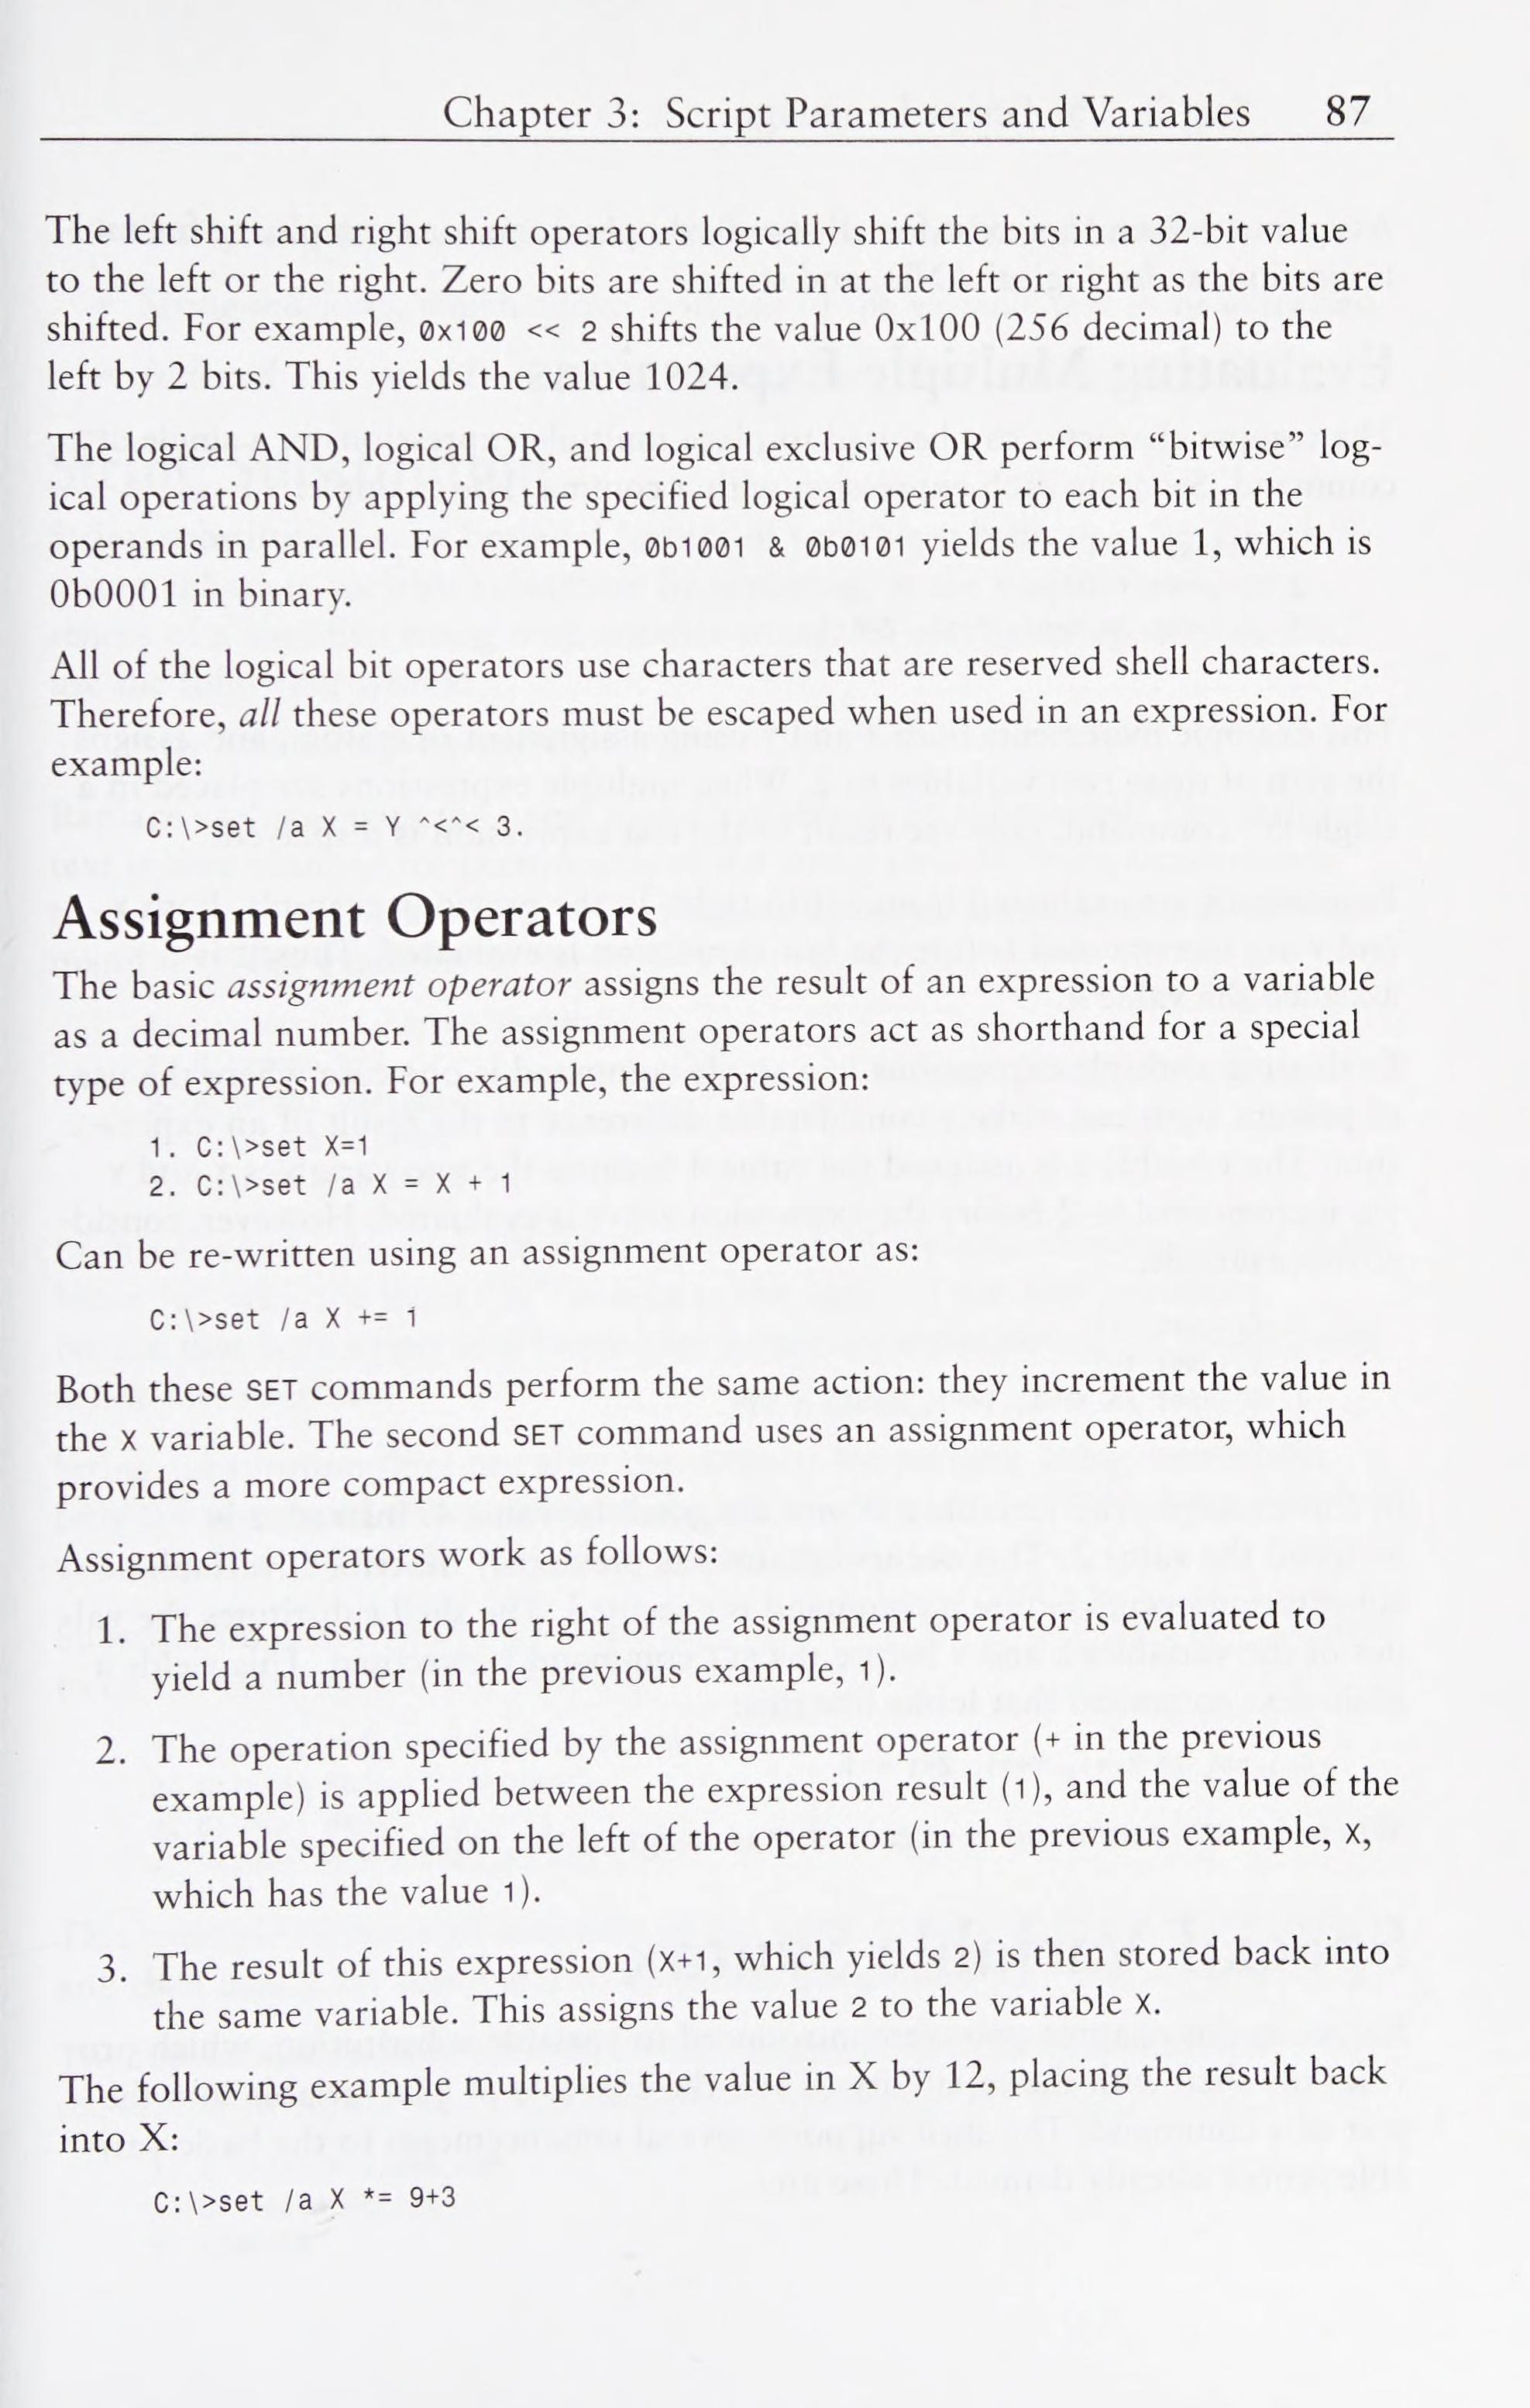 Chapter 3: Script Parameters and Variables 87
The left shift and right shift operators logically shift the bits in a 32-bit value
to the left or the right. Zero bits are shifted in at the left or right as the bits are
shifted. For example, 0x100 << 2 shifts the value 0x100 (256 decimal) to the
left by 2 bits. This yields the value 1024.
The logical AND, logical OR, and logical exclusive OR perform “bitwise” log-
ical operations by applying the specified logical operator to each bit in the
operands in parallel. For example, 0b1001 & 0b0101 yields the value 1, which is
0b0001 in binary.
All of the logical bit operators use characters that are reserved shell characters.
Therefore, all these operators must be escaped when used in an expression. For
example:
C:\>set /a X = Y ^<^< 3.
Assignment Operators
The basic assignment operator assigns the result of an expression to a variable
as a decimal number. The assignment operators act as shorthand for a special
type of expression. For example, the expression:
1. C:\>set X=1
2. C:\>set /a X = X + 1
Can be re-written using an assignment operator as:
C:\>set /a X += 1
Both these SET commands perform the same action: they increment the value in
the X variable. The second SET command uses an assignment operator, which
provides a more compact expression.
Assignment operators work as follows:
1. The expression to the right of the assignment operator is evaluated to
yield a number (in the previous example, 1).
2. The operation specified by the assignment operator (+ in the previous
example) is applied between the expression result (1), and the value of the
variable specified on the left of the operator (in the previous example, X,
which has the value 1).
3. The result of this expression (X+1, which yields 2) is then stored back into
the same variable. This assigns the value 2 to the variable X.
The following example multiplies the value in X by 12, placing the result back
into X:
C:\>set /a X *= 9+3